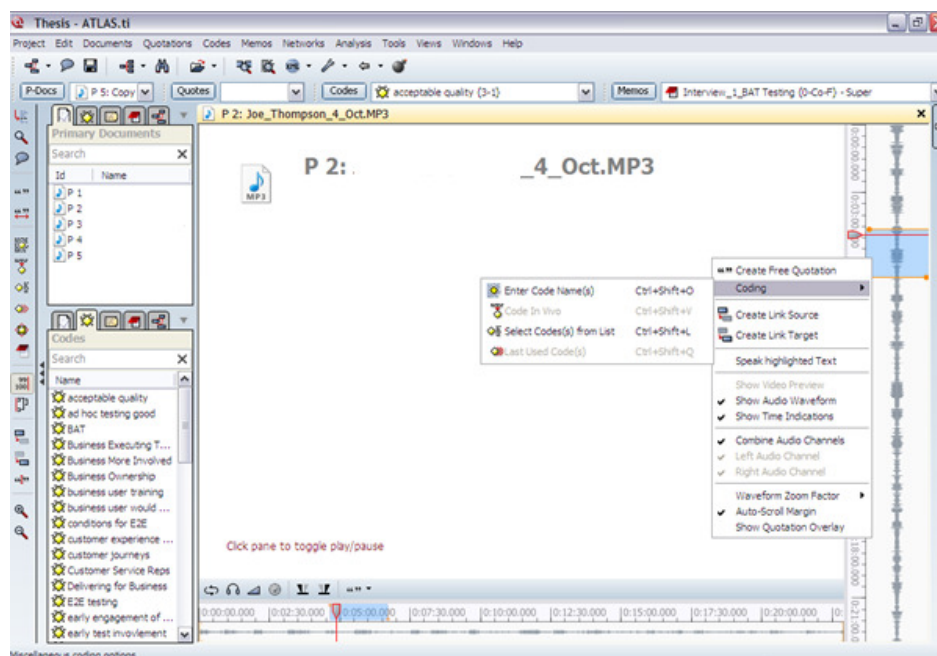 Thesis - ATLAS.ti
Project Edit Documents Quotations Codes Memos Networks Analysis Tools Views Windows Help
P-Docs P 5: Copy Quotes Codes acceptable quality {3-1} Memos Interview_1_BAT Testing {0-Co-F} - Super
P 2: Joe_Thompson_4_Oct.MP3
Primary Documents
Search
Id Name
P 1
P 2
P 3
P 4
P 5
P 2: _4_Oct.MP3
MP3
Create Free Quotation
Coding
Create Link Source
Create Link Target
Speak highlighted Text
Show Video Preview
Show Audio Waveform
Show Time Indications
Combine Audio Channels
Left Audio Channel
Right Audio Channel
Waveform Zoom Factor
Auto-Scroll Margin
Show Quotation Overlay
Enter Code Name(s) Ctrl+Shift+O
Code In Vivo Ctrl+Shift+V
Select Codes(s) from List Ctrl+Shift+L
Last Used Code(s) Ctrl+Shift+Q
Codes
Search
Name
acceptable quality
ad hoc testing good
BAT
Business Executing T...
Business More Involved
Business Ownership
business user training
business user would ...
conditions for E2E
customer experience ...
customer journeys
Customer Service Reps
Delivering for Business
E2E testing
early engagement of ...
early test invovlement
Click pane to toggle play/pause
0:00:00.000 0:02:30.000 0:05:00.000 0:07:30.000 0:10:00.000 0:12:30.000 0:15:00.000 0:17:30.000 0:20:00.000
Miscellaneous coding options